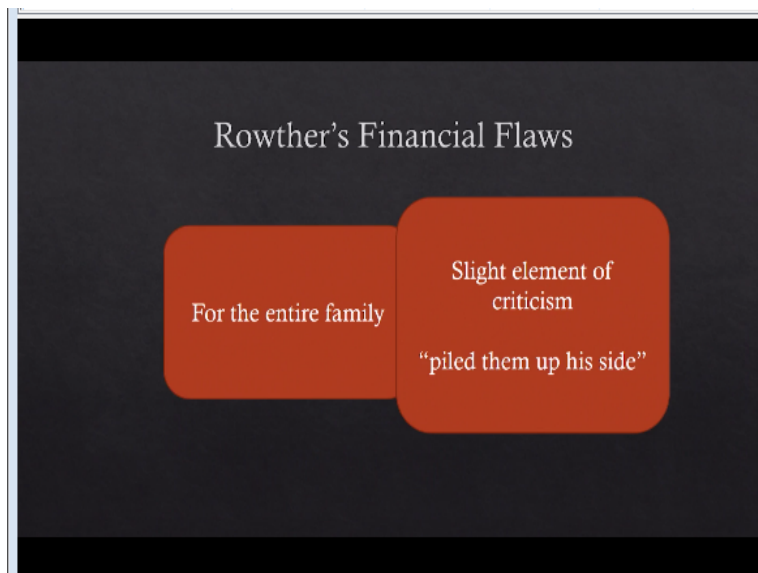 Rowther's Financial Flaws
For the entire family
Slight element of
criticism
“piled them up his side”